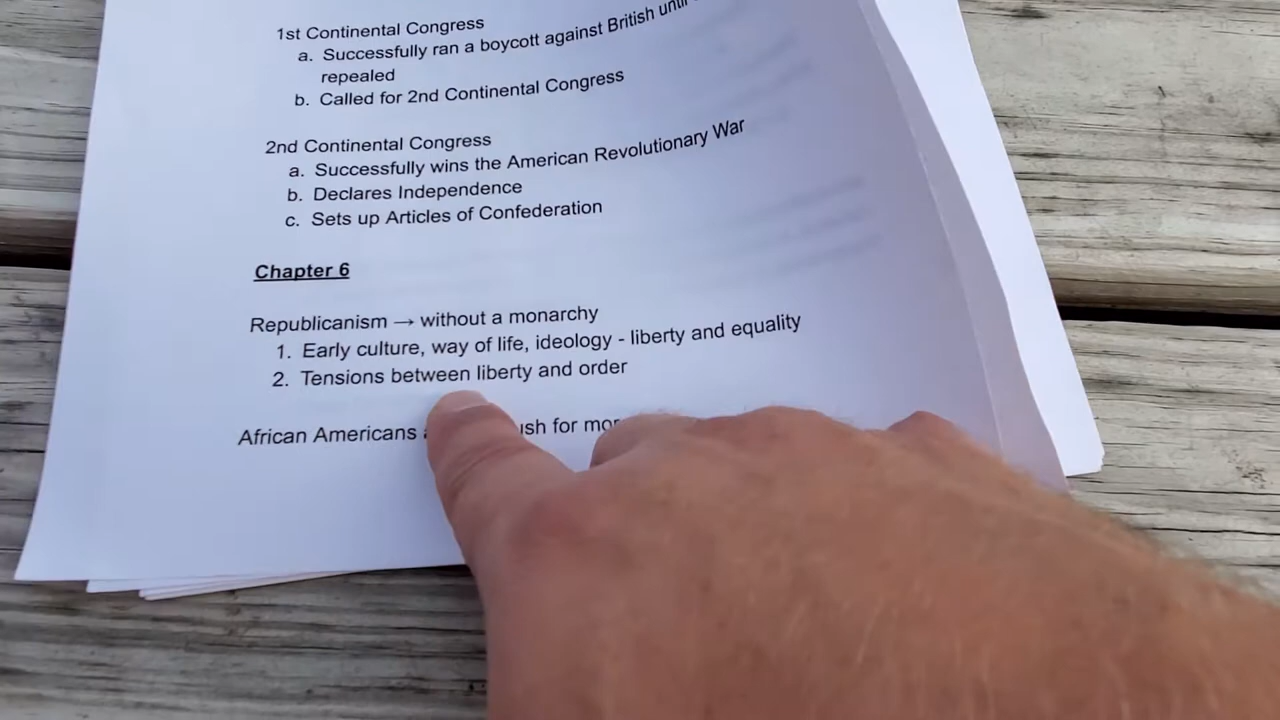 1st Continental Congress
a. Successfully ran a boycott against British until
repealed
b. Called for 2nd Continental Congress
2nd Continental Congress
a. Successfully wins the American Revolutionary War
b. Declares Independence
c. Sets up Articles of Confederation
Chapter 6
Republicanism → without a monarchy
1. Early culture, way of life, ideology - liberty and equality
2. Tensions between liberty and order
African Americans for